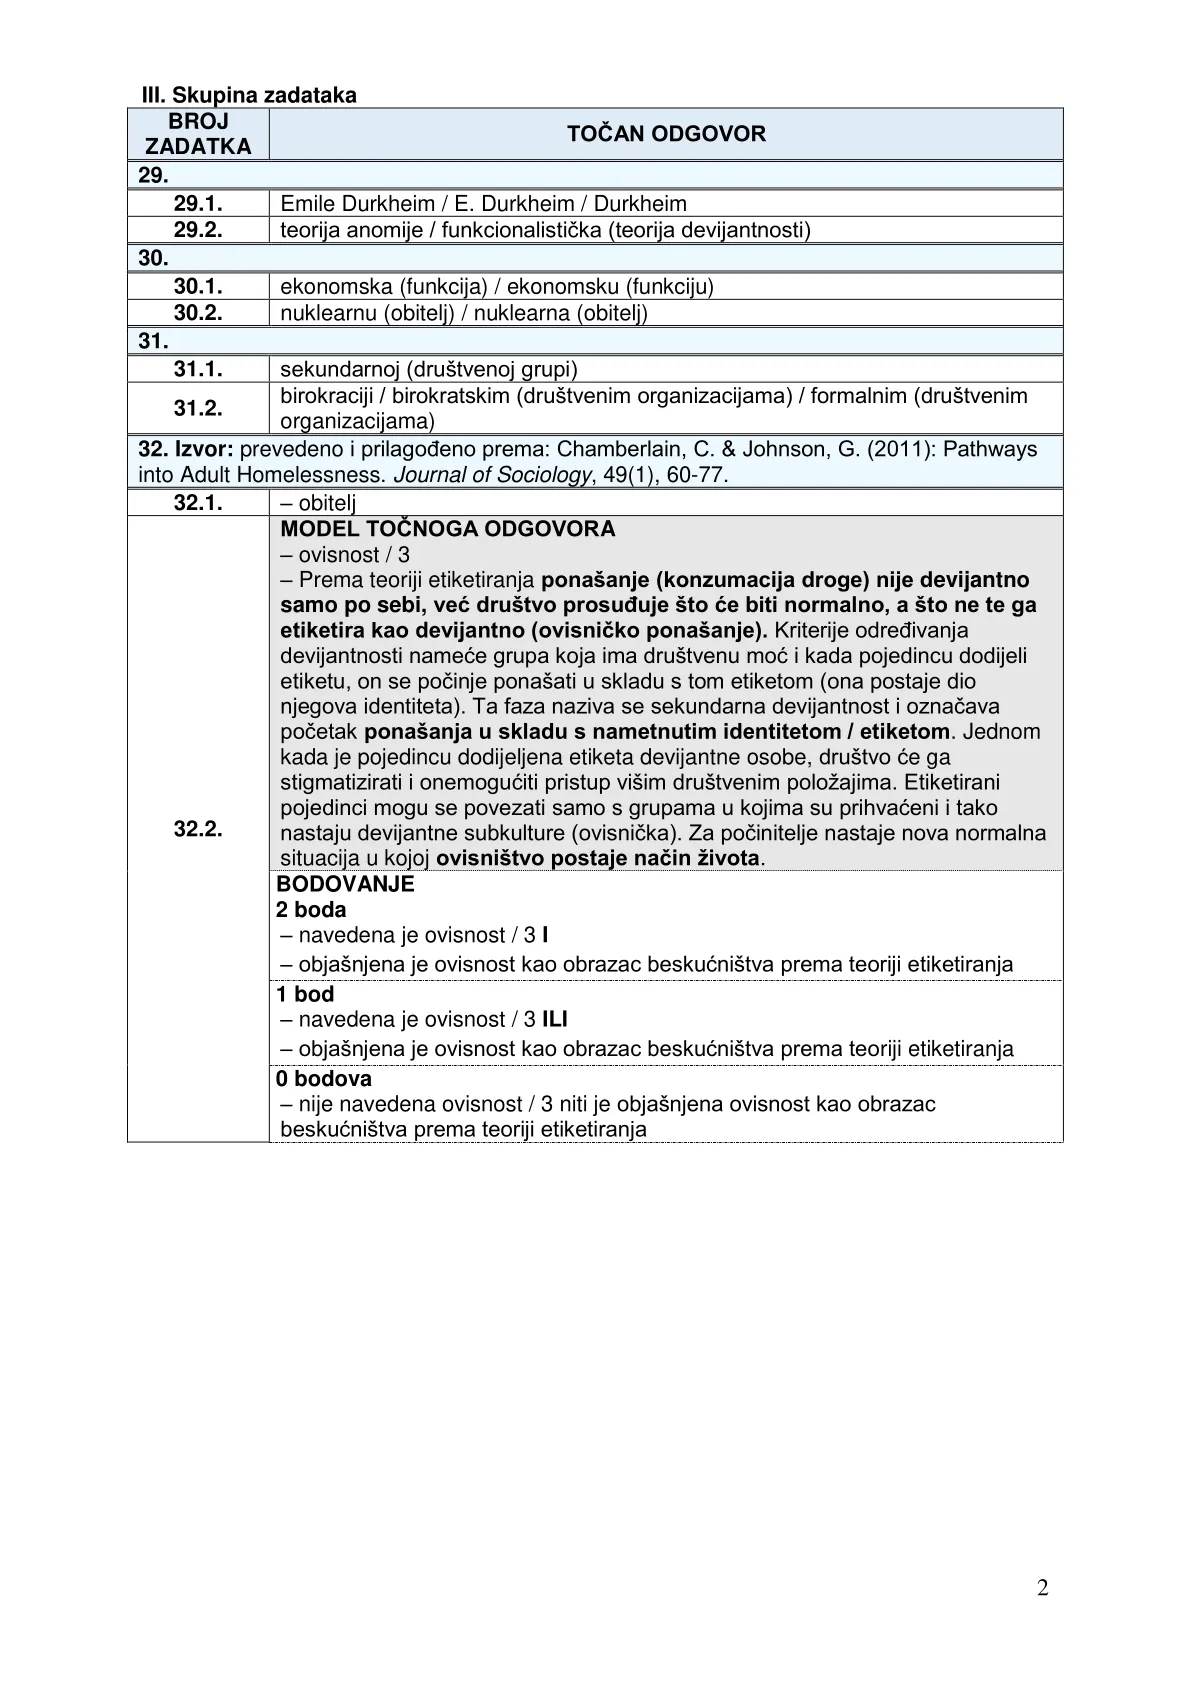 III. Skupina zadataka
BROJ
ZADATKA
TOČAN ODGOVOR
29.
29.1.
Emile Durkheim / E. Durkheim / Durkheim
29.2.
teorija anomije / funkcionalistička (teorija devijantnosti)
30.
30.1.
ekonomska (funkcija) / ekonomsku (funkciju)
30.2.
nuklearnu (obitelj) / nuklearna (obitelj)
31.
31.1.
sekundarnoj (društvenoj grupi)
31.2.
birokraciji / birokratskim (društvenim organizacijama) / formalnim (društvenim
organizacijama)
32. Izvor: prevedeno i prilagođeno prema: Chamberlain, C. & Johnson, G. (2011): Pathways
into Adult Homelessness. Journal of Sociology, 49(1), 60-77.
32.1.
– obitelj
32.2.
MODEL TOČNOGA ODGOVORA
– ovisnost / 3
– Prema teoriji etiketiranja ponašanje (konzumacija droge) nije devijantno
samo po sebi, već društvo prosuđuje što će biti normalno, a što ne te ga
etiketira kao devijantno (ovisničko ponašanje). Kriterije određivanja
devijantnosti nameće grupa koja ima društvenu moć i kada pojedincu dodijeli
etiketu, on se počinje ponašati u skladu s tom etiketom (ona postaje dio
njegova identiteta). Ta faza naziva se sekundarna devijantnost i označava
početak ponašanja u skladu s nametnutim identitetom / etiketom. Jednom
kada je pojedincu dodijeljena etiketa devijantne osobe, društvo će ga
stigmatizirati i onemogućiti pristup višim društvenim položajima. Etiketirani
pojedinci mogu se povezati samo s grupama u kojima su prihvaćeni i tako
nastaju devijantne subkulture (ovisnička). Za počinitelje nastaje nova normalna
situacija u kojoj ovisništvo postaje način života.
BODOVANJE
2 boda
– navedena je ovisnost / 3 I
– objašnjena je ovisnost kao obrazac beskućništva prema teoriji etiketiranja
1 bod
– navedena je ovisnost / 3 ILI
– objašnjena je ovisnost kao obrazac beskućništva prema teoriji etiketiranja
0 bodova
– nije navedena ovisnost / 3 niti je objašnjena ovisnost kao obrazac
beskućništva prema teoriji etiketiranja
2